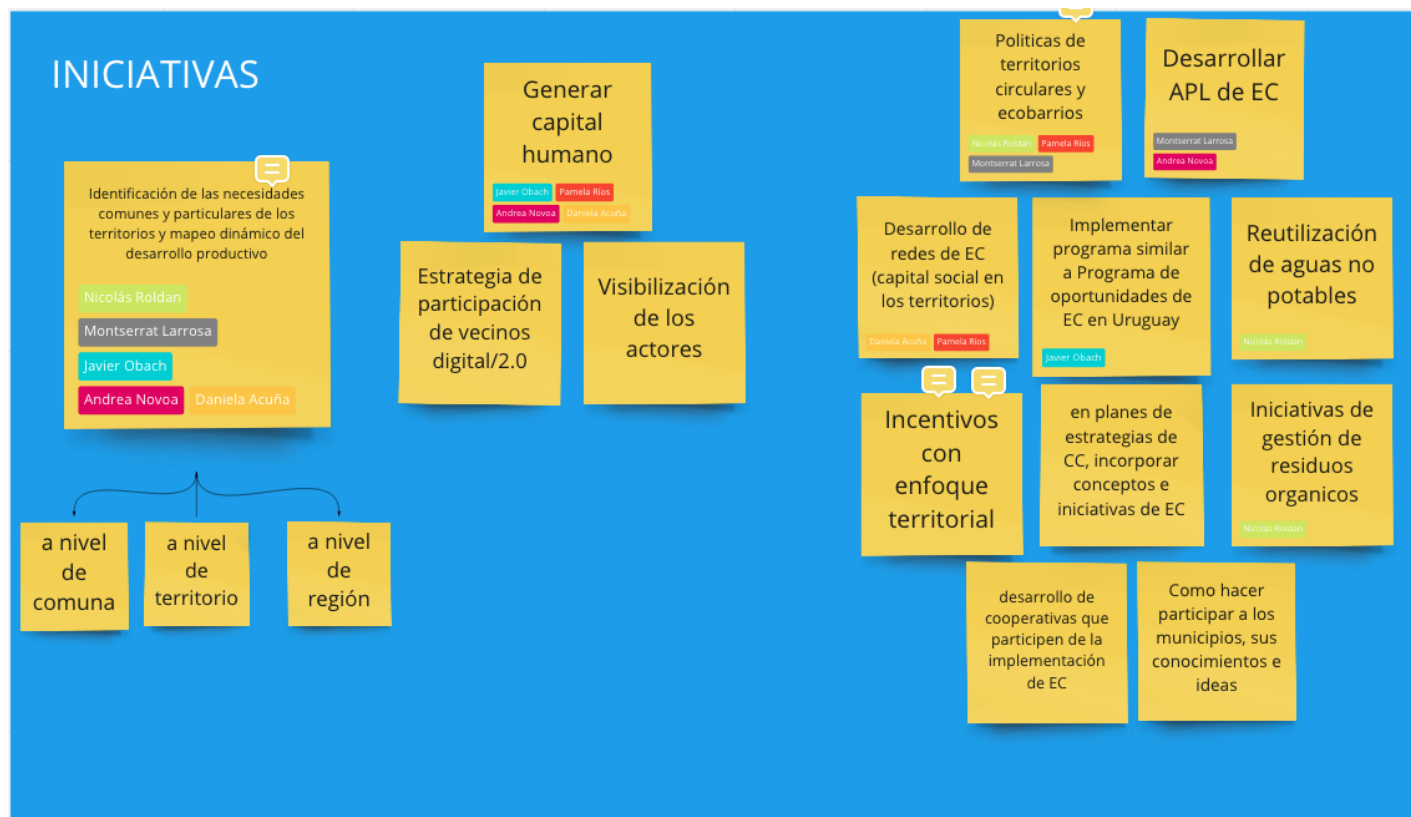 INICIATIVAS
Identificación de las necesidades
comunes y particulares de los
territorios y mapeo dinámico del
desarrollo productivo
Nicolás Roldan
Montserrat Larrosa
Javier Obach
Andrea Novoa Daniela Acuña
a nivel
de
comuna
a nivel
de
territorio
a nivel
de
región
Generar
capital
humano
Javier Obach Pamela Ríos
Andrea Novoa Daniela Acuña
Estrategia de
participación
de vecinos
digital/2.0
Visibilización
de los
actores
Politicas de
territorios
circulares y
ecobarrios
Nicolás Roldan Pamela Ríos
Montserrat Larrosa
Desarrollar
APL de EC
Montserrat Larrosa
Andrea Novoa
Desarrollo de
redes de EC
(capital social en
los territorios)
Daniela Acuña Pamela Ríos
Implementar
programa similar
a Programa de
oportunidades de
EC en Uruguay
Javier Obach
Reutilización
de aguas no
potables
Nicolás Roldan
Incentivos
con
enfoque
territorial
en planes de
estrategias de
CC, incorporar
conceptos e
iniciativas de EC
Iniciativas de
gestión de
residuos
organicos
Nicolás Roldan
desarrollo de
cooperativas que
participen de la
implementación
de EC
Como hacer
participar a los
municipios, sus
conocimientos e
ideas